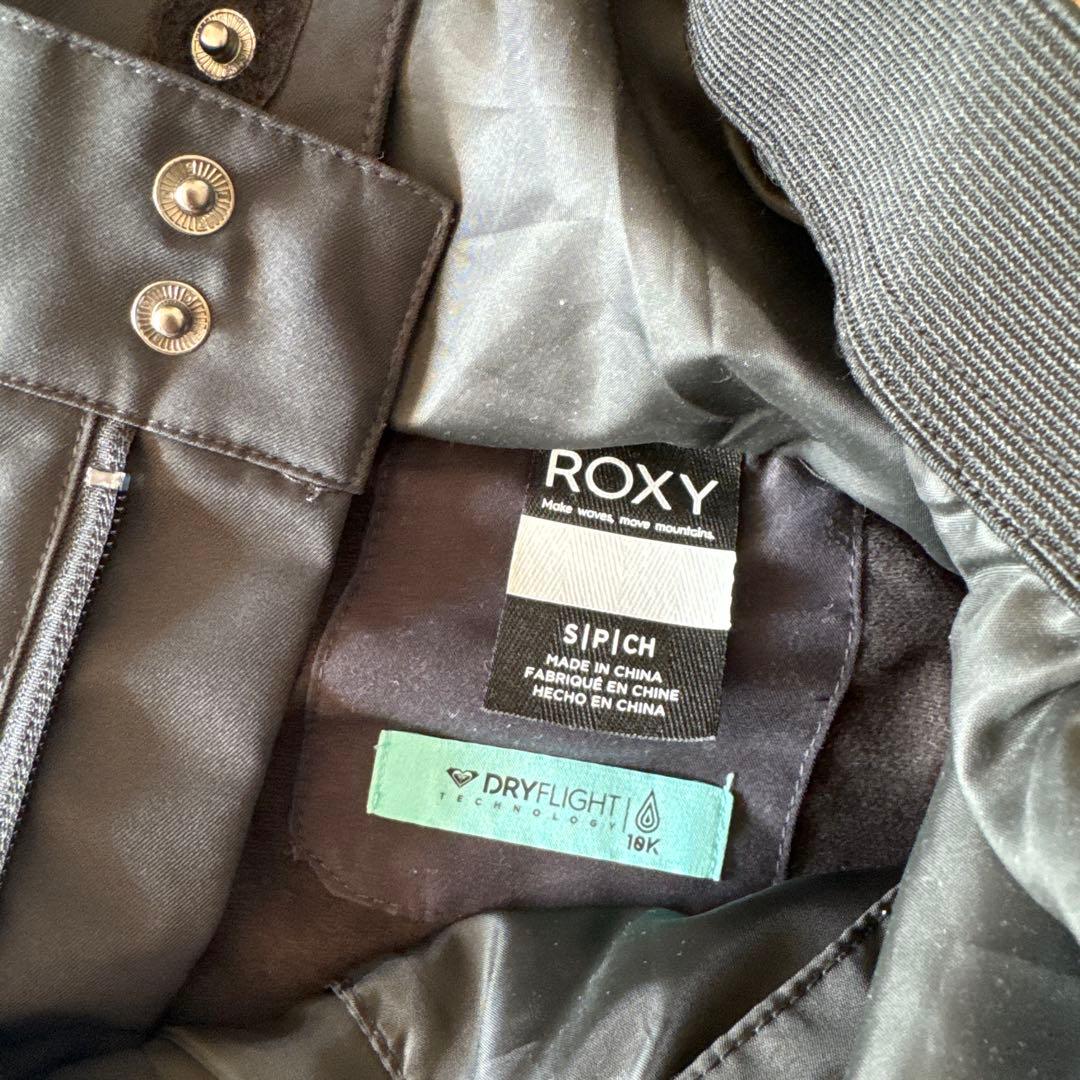 ROXY
Make waves, move mountains.
S|P|CH
MADE IN CHINA
FABRIQUÉ EN CHINE
HECHO EN CHINA
DRYFLIGHT
TECHNOLOGY
10K